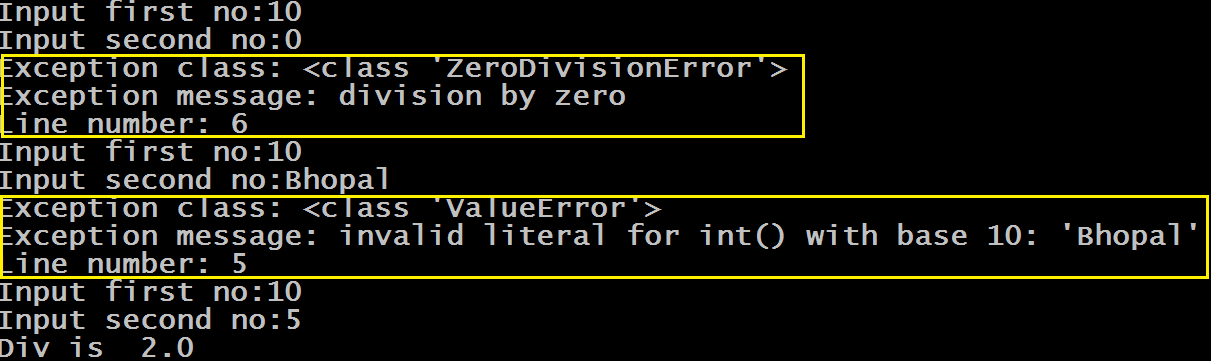 Input first no:10
Input second no:0
Exception class: <class 'ZeroDivisionError'>
Exception message: division by zero
Line number: 6
Input first no:10
Input second no:Bhopal
Exception class: <class 'ValueError'>
Exception message: invalid literal for int() with base 10: 'Bhopal'
Line number: 5
Input first no:10
Input second no:5
Div is  2.0